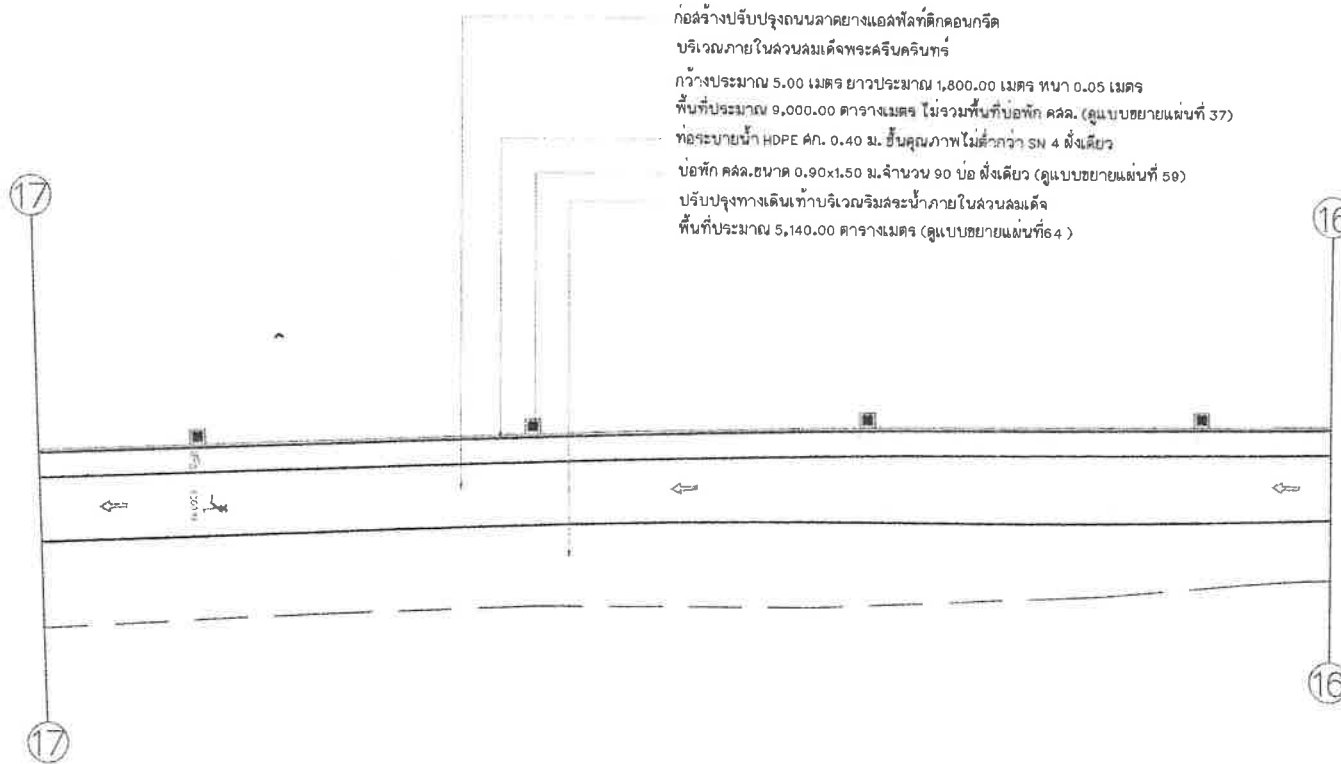 ก่อสร้างปรับปรุงถนนลาดยางแอสฟัลท์ติกคอนกรีต
บริเวณภายในสวนสมเด็จพระศรีนครินทร์
กว้างประมาณ 5.00 เมตร ยาวประมาณ 1,800.00 เมตร หนา 0.05 เมตร
พื้นที่ประมาณ 9,000.00 ตารางเมตร ไม่รวมพื้นที่บ่อพัก คสล. (ดูแบบขยายแผ่นที่ 37)
ท่อระบายน้ำ HDPE ศก. 0.40 ม. ชั้นคุณภาพไม่ต่ำกว่า SN 4 ฝั่งเดียว
บ่อพัก คสล.ขนาด 0.90x1.50 ม.จำนวน 90 บ่อ ฝั่งเดียว (ดูแบบขยายแผ่นที่ 59)
ปรับปรุงทางเดินเท้าบริเวณริมสระน้ำภายในสวนสมเด็จ
พื้นที่ประมาณ 5,140.00 ตารางเมตร (ดูแบบขยายแผ่นที่64 )
17
16
17
16